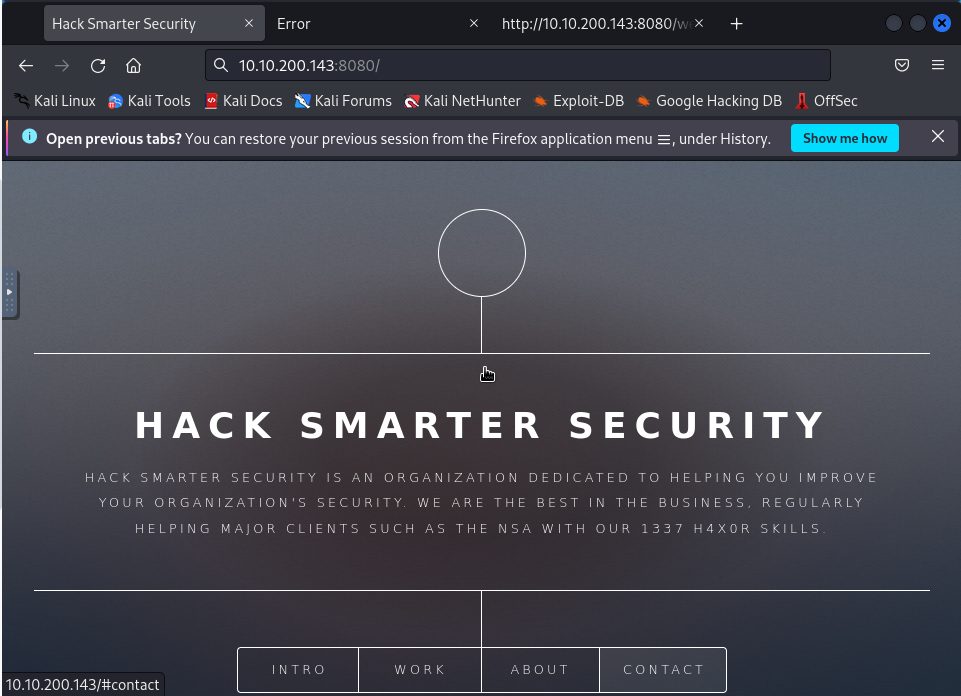 Hack Smarter Security
Error
http://10.10.200.143:8080/w
10.10.200.143:8080/
Kali Linux
Kali Tools
Kali Docs
Kali Forums
Kali NetHunter
Exploit-DB
Google Hacking DB
OffSec
Open previous tabs? You can restore your previous session from the Firefox application menu ☰, under History.
Show me how
HACK SMARTER SECURITY
HACK SMARTER SECURITY IS AN ORGANIZATION DEDICATED TO HELPING YOU IMPROVE
YOUR ORGANIZATION'S SECURITY. WE ARE THE BEST IN THE BUSINESS, REGULARLY
HELPING MAJOR CLIENTS SUCH AS THE NSA WITH OUR 1337 H4X0R SKILLS.
INTRO
WORK
ABOUT
CONTACT
10.10.200.143/#contact